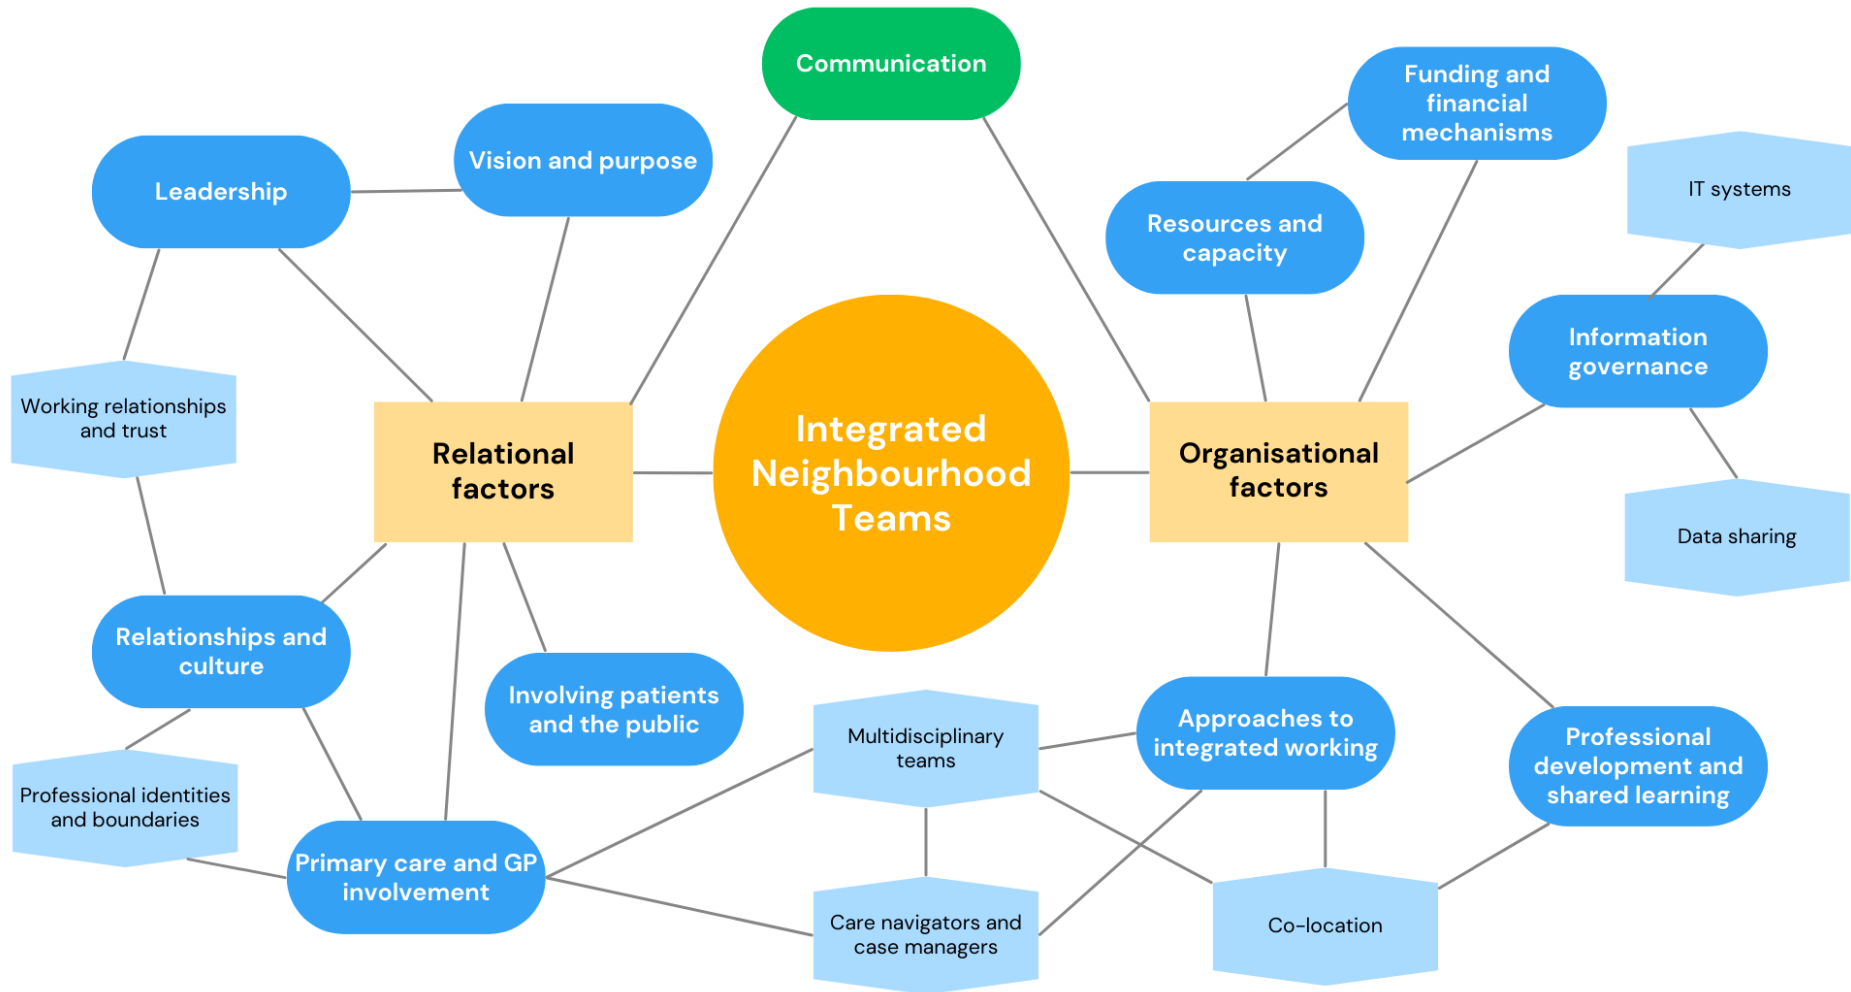 Communication
Funding and
financial
mechanisms
Vision and purpose
Leadership
IT systems
Resources and
capacity
Information
governance
Working relationships
and trust
Relational
factors
Integrated
Neighbourhood
Teams
Organisational
factors
Data sharing
Relationships and
culture
Involving patients
and the public
Multidisciplinary
teams
Approaches to
integrated working
Professional
development and
shared learning
Professional identities
and boundaries
Primary care and GP
involvement
Care navigators and
case managers
Co-location